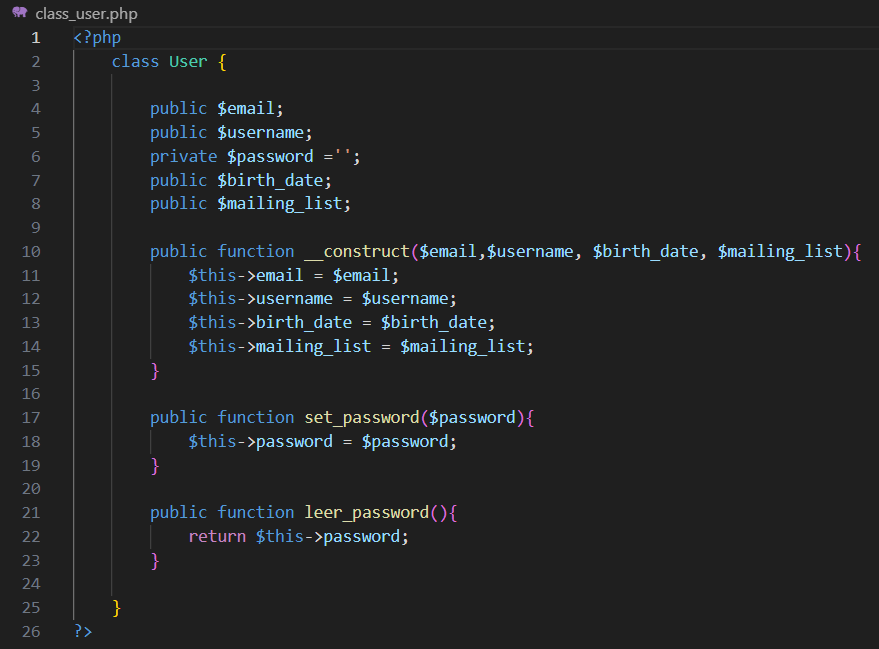 class_user.php
1 <?php
2 class User {
3
4 public $email;
5 public $username;
6 private $password ='';
7 public $birth_date;
8 public $mailing_list;
9
10 public function __construct($email,$username, $birth_date, $mailing_list){
11 $this->email = $email;
12 $this->username = $username;
13 $this->birth_date = $birth_date;
14 $this->mailing_list = $mailing_list;
15 }
16
17 public function set_password($password){
18 $this->password = $password;
19 }
20
21 public function leer_password(){
22 return $this->password;
23 }
24
25 }
26 ?>